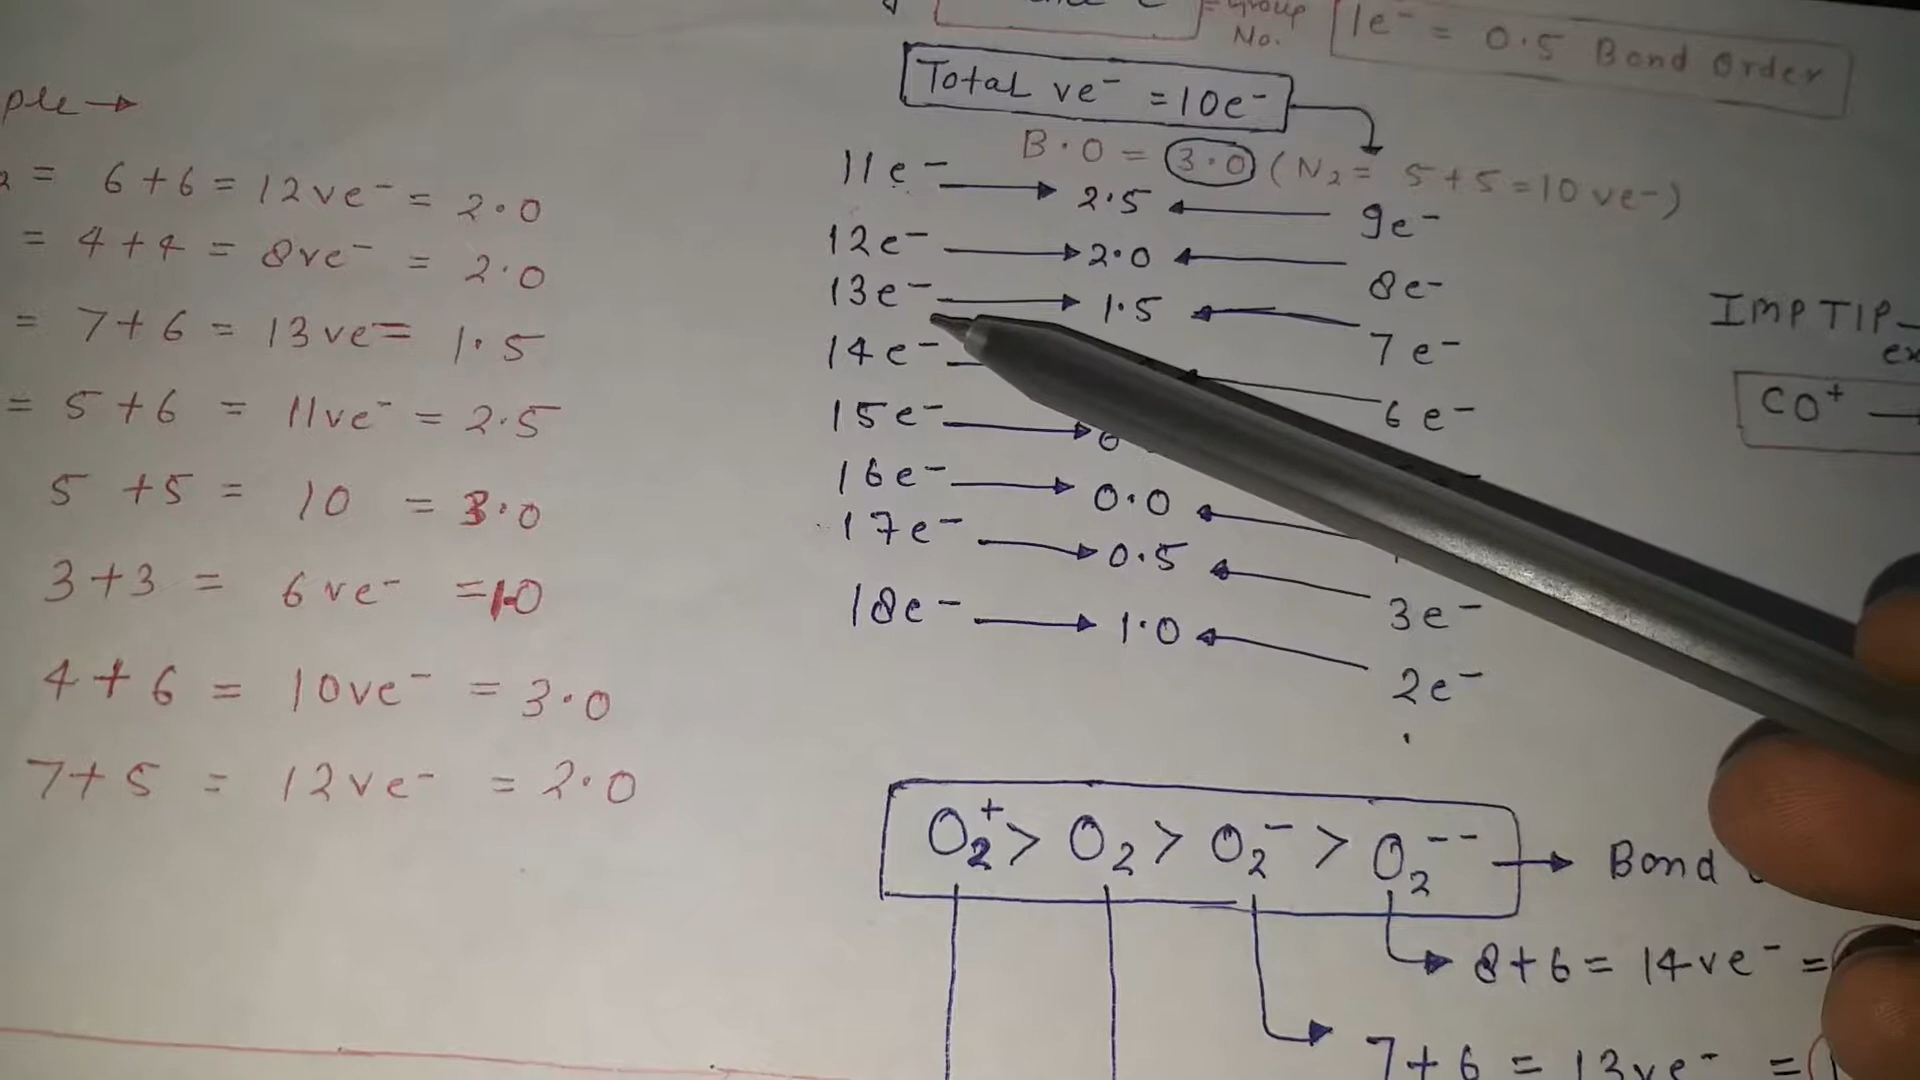 = Group
No.
1e⁻ = 0.5 Bond Order
Total ve⁻ = 10e⁻
B.O = 3.0 (N₂ = 5+5=10 ve⁻)
ple →
₂ = 6+6 = 12ve⁻ = 2.0
= 4+4 = 8ve⁻ = 2.0
= 7+6 = 13ve = 1.5
= 5+6 = 11ve⁻ = 2.5
5 +5 = 10 = 3.0
3+3 = 6ve⁻ = 1.0
4+6 = 10ve⁻ = 3.0
7+5 = 12ve⁻ = 2.0
11e⁻ → 2.5 ← 9e⁻
12e⁻ → 2.0 ← 8e⁻
13e⁻ → 1.5 ← 7e⁻
14e⁻ ← 6e⁻
15e⁻ → 0
16e⁻ → 0.0 ←
17e⁻ → 0.5 ← 3e⁻
18e⁻ → 1.0 ← 2e⁻
IMP TIP
ex
CO⁺ →
O₂⁺ > O₂ > O₂⁻ > O₂⁻⁻ → Bond
8+6 = 14ve⁻ =
7+6 = 13ve⁻ =